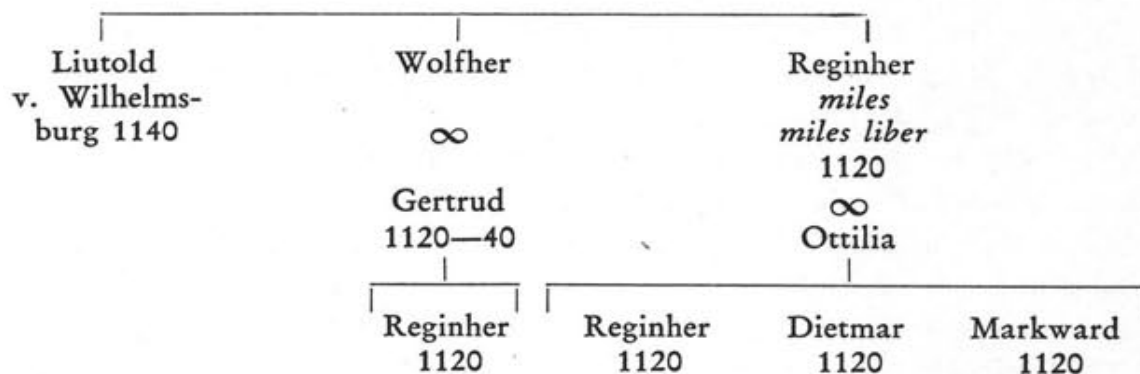 Liutold
v. Wilhelms-
burg 1140
Wolfher
∞
Gertrud
1120—40
Reginher
miles
miles liber
1120
∞
Ottilia
Reginher
1120
Reginher
1120
Dietmar
1120
Markward
1120